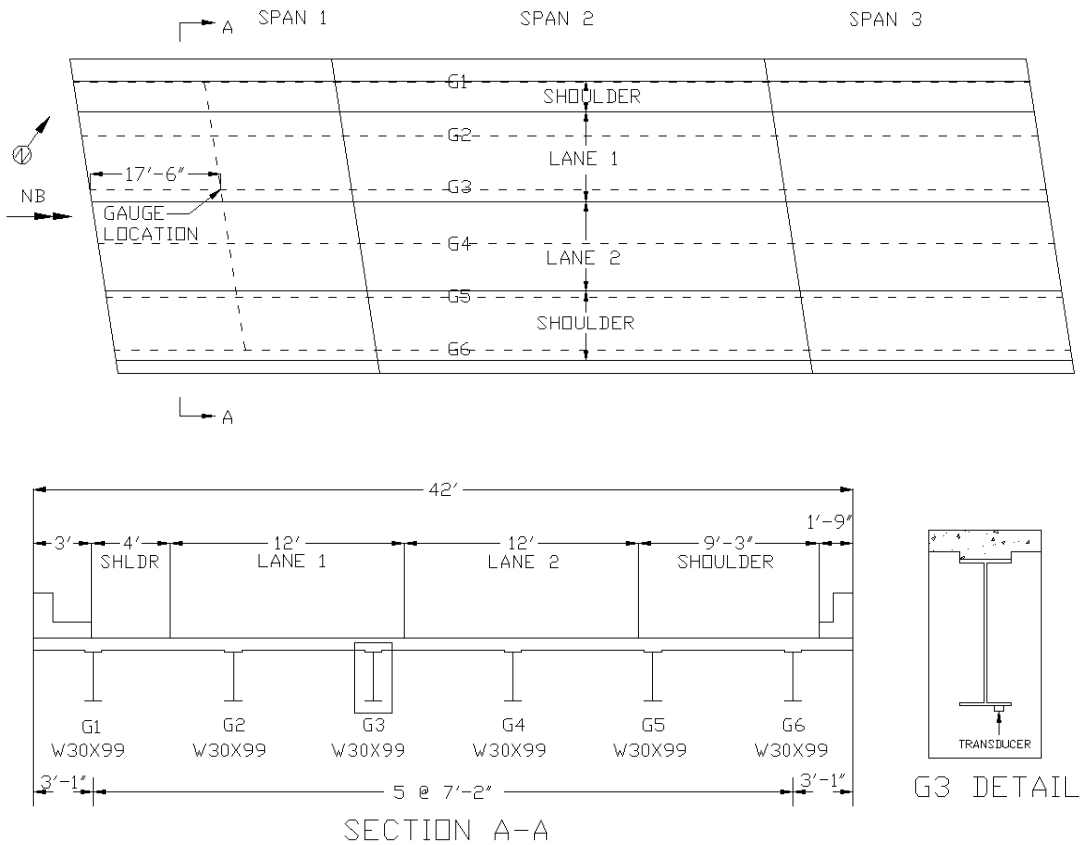 A SPAN 1 SPAN 2 SPAN 3
G1
SHOULDER
G2
LANE 1
17'-6"
G3
NB
GAUGE
LOCATION
G4
LANE 2
G5
SHOULDER
G6
A
42'
3' 4' 12' 12' 9'-3" 1'-9"
SHLDR LANE 1 LANE 2 SHOULDER
G1 G2 G3 G4 G5 G6
W30X99 W30X99 W30X99 W30X99 W30X99 W30X99
3'-1" 5 @ 7'-2" 3'-1"
SECTION A-A
TRANSDUCER
G3 DETAIL